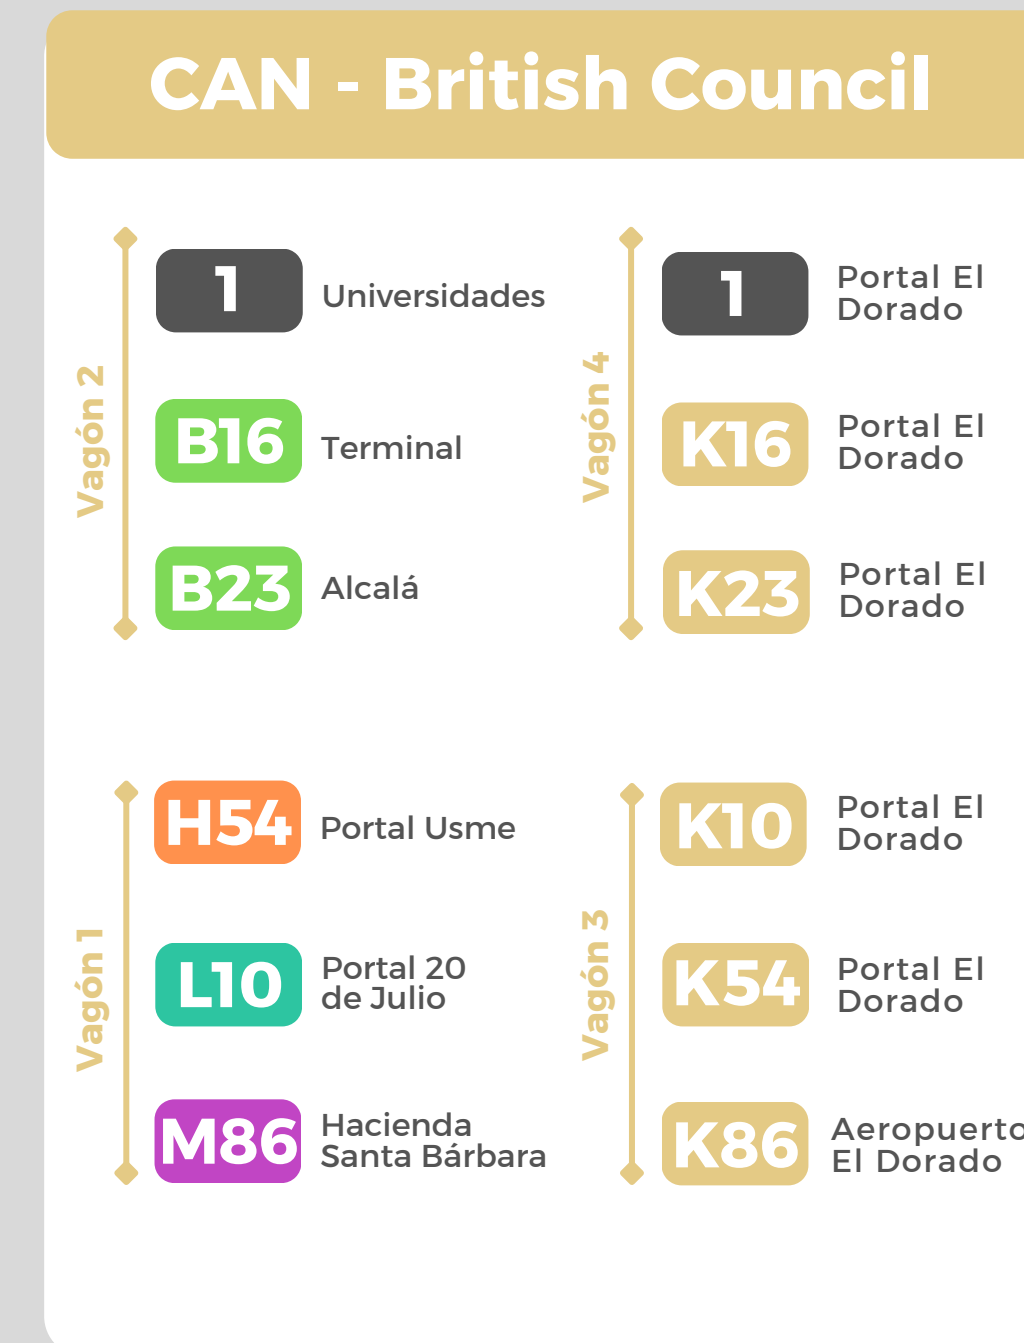 CAN - British Council
Vagón 2
1
Universidades
B16
Terminal
B23
Alcalá
Vagón 4
1
Portal El
Dorado
K16
Portal El
Dorado
K23
Portal El
Dorado
Vagón 1
H54
Portal Usme
L10
Portal 20
de Julio
M86
Hacienda
Santa Bárbara
Vagón 3
K10
Portal El
Dorado
K54
Portal El
Dorado
K86
Aeropuerto
El Dorado